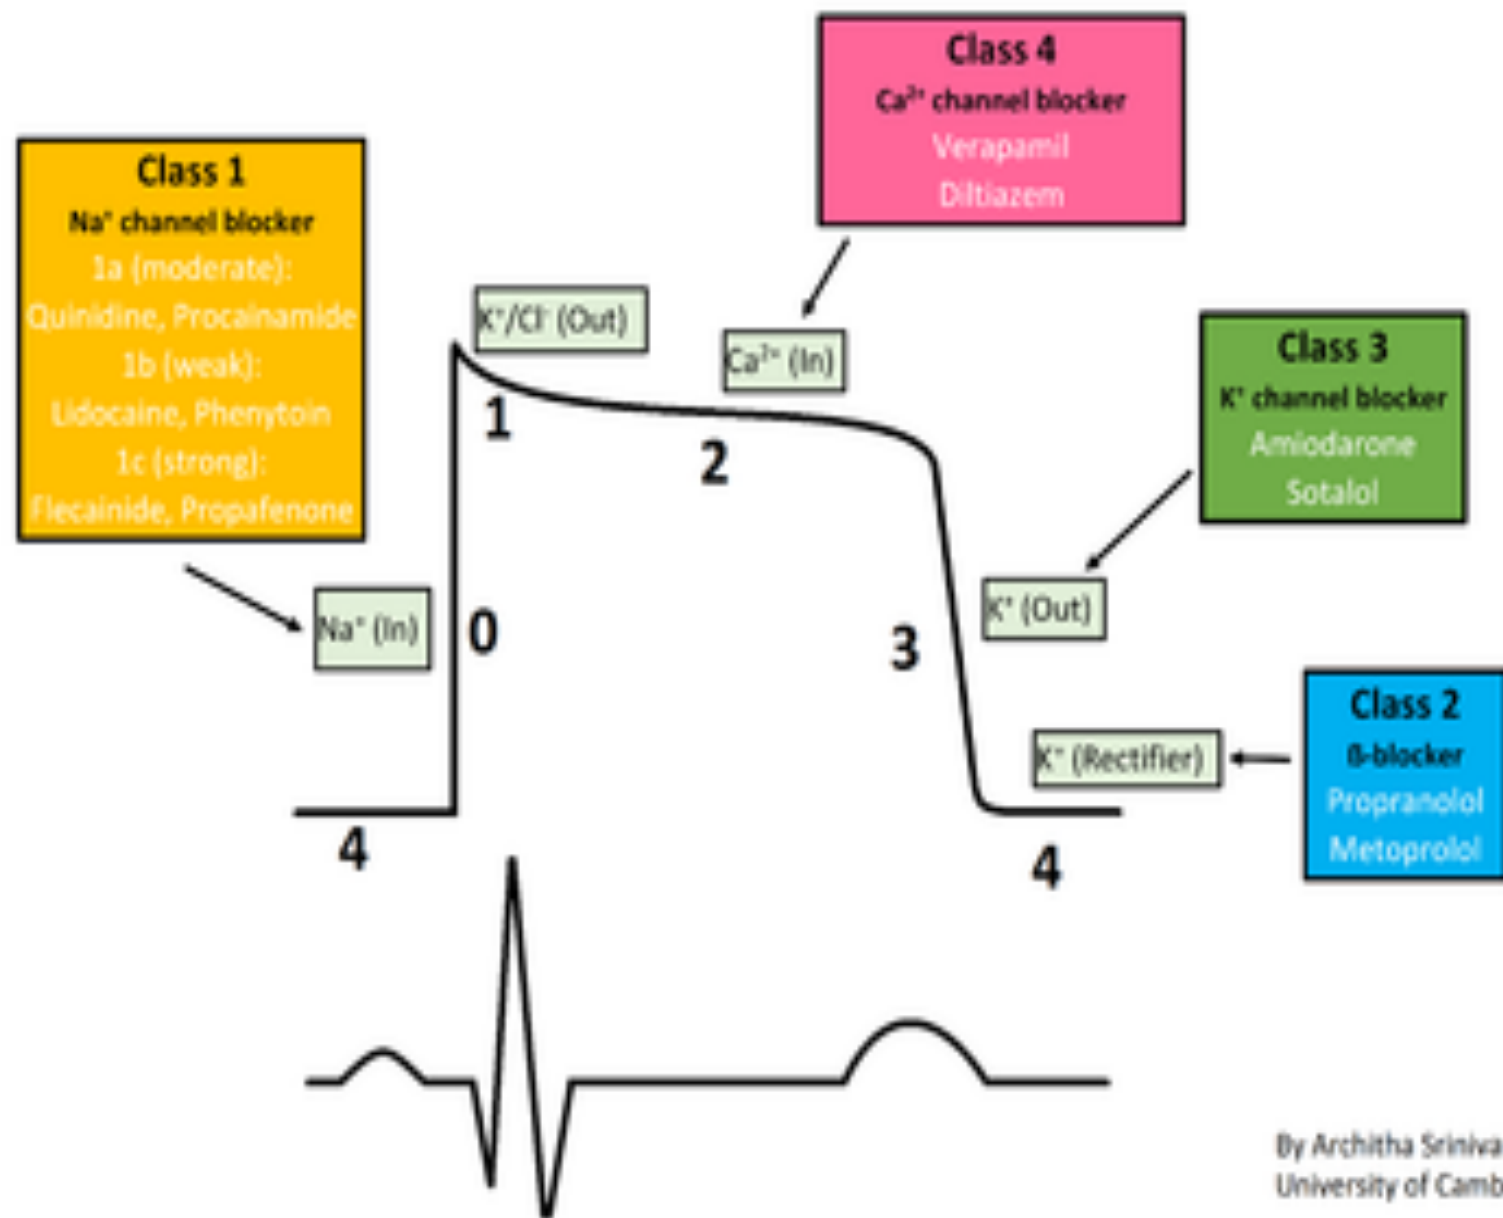 Class 4
Ca²⁺ channel blocker
Verapamil
Diltiazem
Class 1
Na⁺ channel blocker
1a (moderate):
Quinidine, Procainamide
1b (weak):
Lidocaine, Phenytoin
1c (strong):
Flecainide, Propafenone
K⁺/Cl⁻ (Out)
Ca²⁺ (In)
Class 3
K⁺ channel blocker
Amiodarone
Sotalol
1
2
Na⁺ (In)
0
3
K⁺ (Out)
K⁺ (Rectifier)
Class 2
ß-blocker
Propranolol
Metoprolol
4
4
By Architha Sriniva
University of Camb